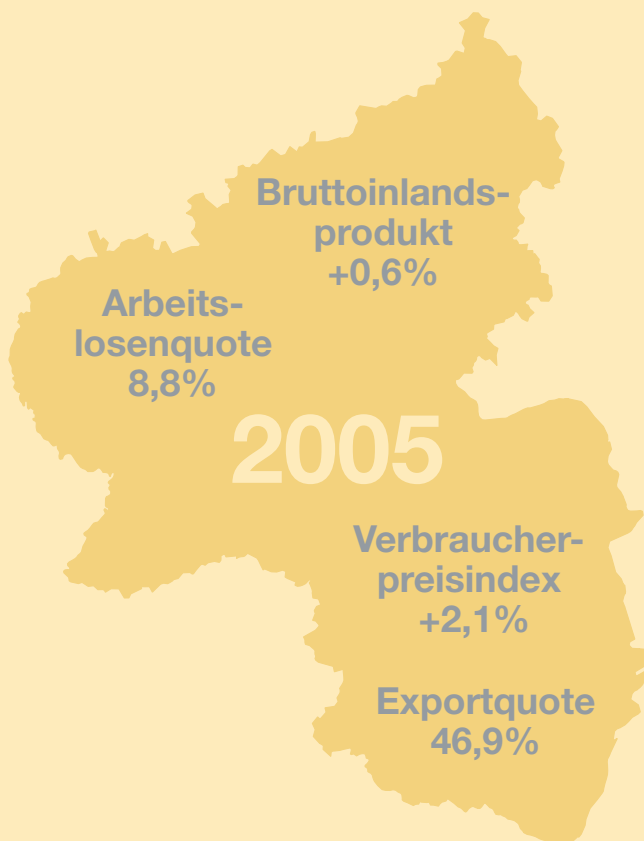 Bruttoinlands-
produkt
+0,6%
Arbeits-
losenquote
8,8%
2005
Verbraucher-
preisindex
+2,1%
Exportquote
46,9%